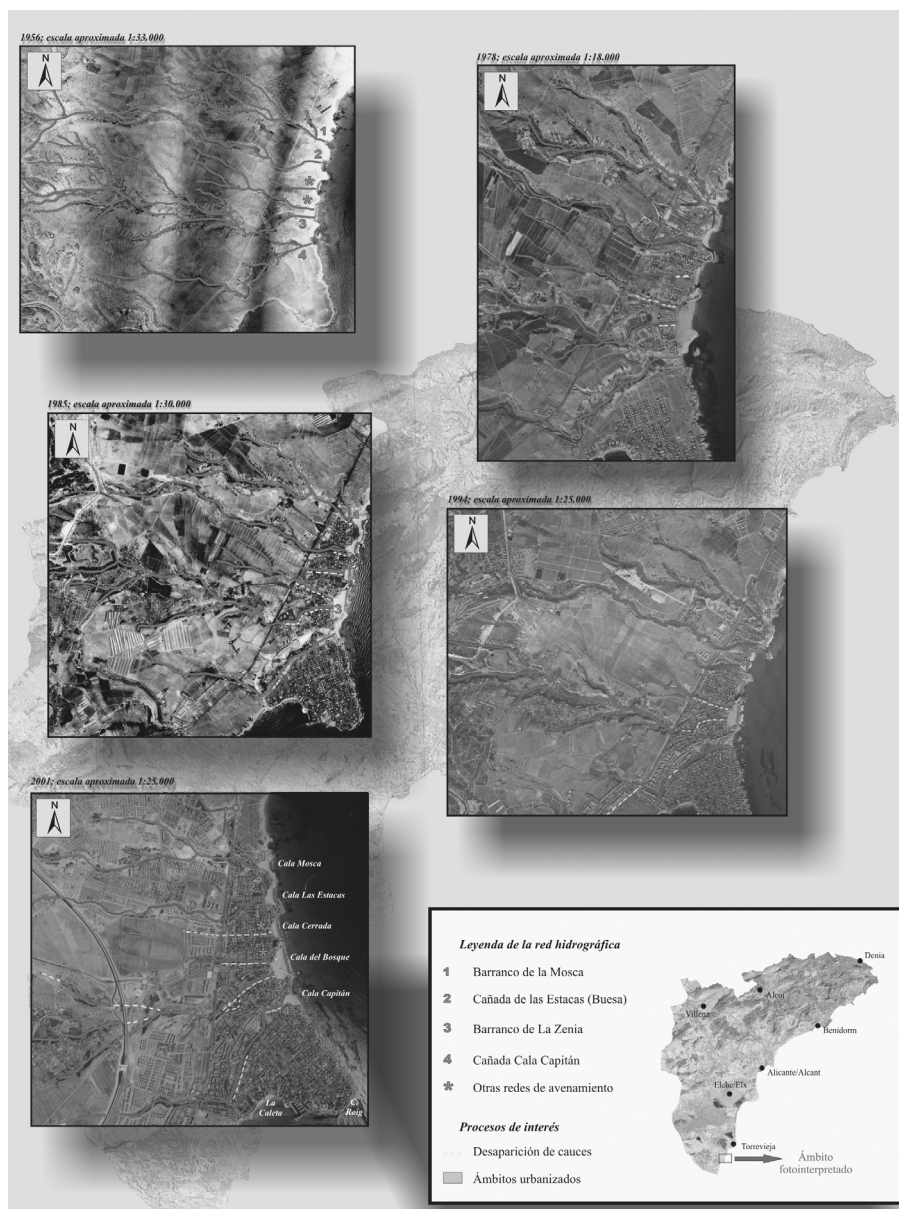 1956; escala aproximada 1:33.000
N
1
2
*
*
3
4
1978; escala aproximada 1:18.000
N
1985; escala aproximada 1:30.000
N
3
1994; escala aproximada 1:25.000
N
2001; escala aproximada 1:25.000
N
Cala Mosca
Cala Las Estacas
Cala Cerrada
Cala del Bosque
Cala Capitán
La
Caleta
C.
Roig
Leyenda de la red hidrográfica
1 Barranco de la Mosca
2 Cañada de las Estacas (Buesa)
3 Barranco de La Zenia
4 Cañada Cala Capitán
* Otras redes de avenamiento
Procesos de interés
Desaparición de cauces
Ámbitos urbanizados
Denia
Alcoi
Villena
Benidorm
Alicante/Alacant
Elche/Elx
Torrevieja
Ámbito
fotointerpretado